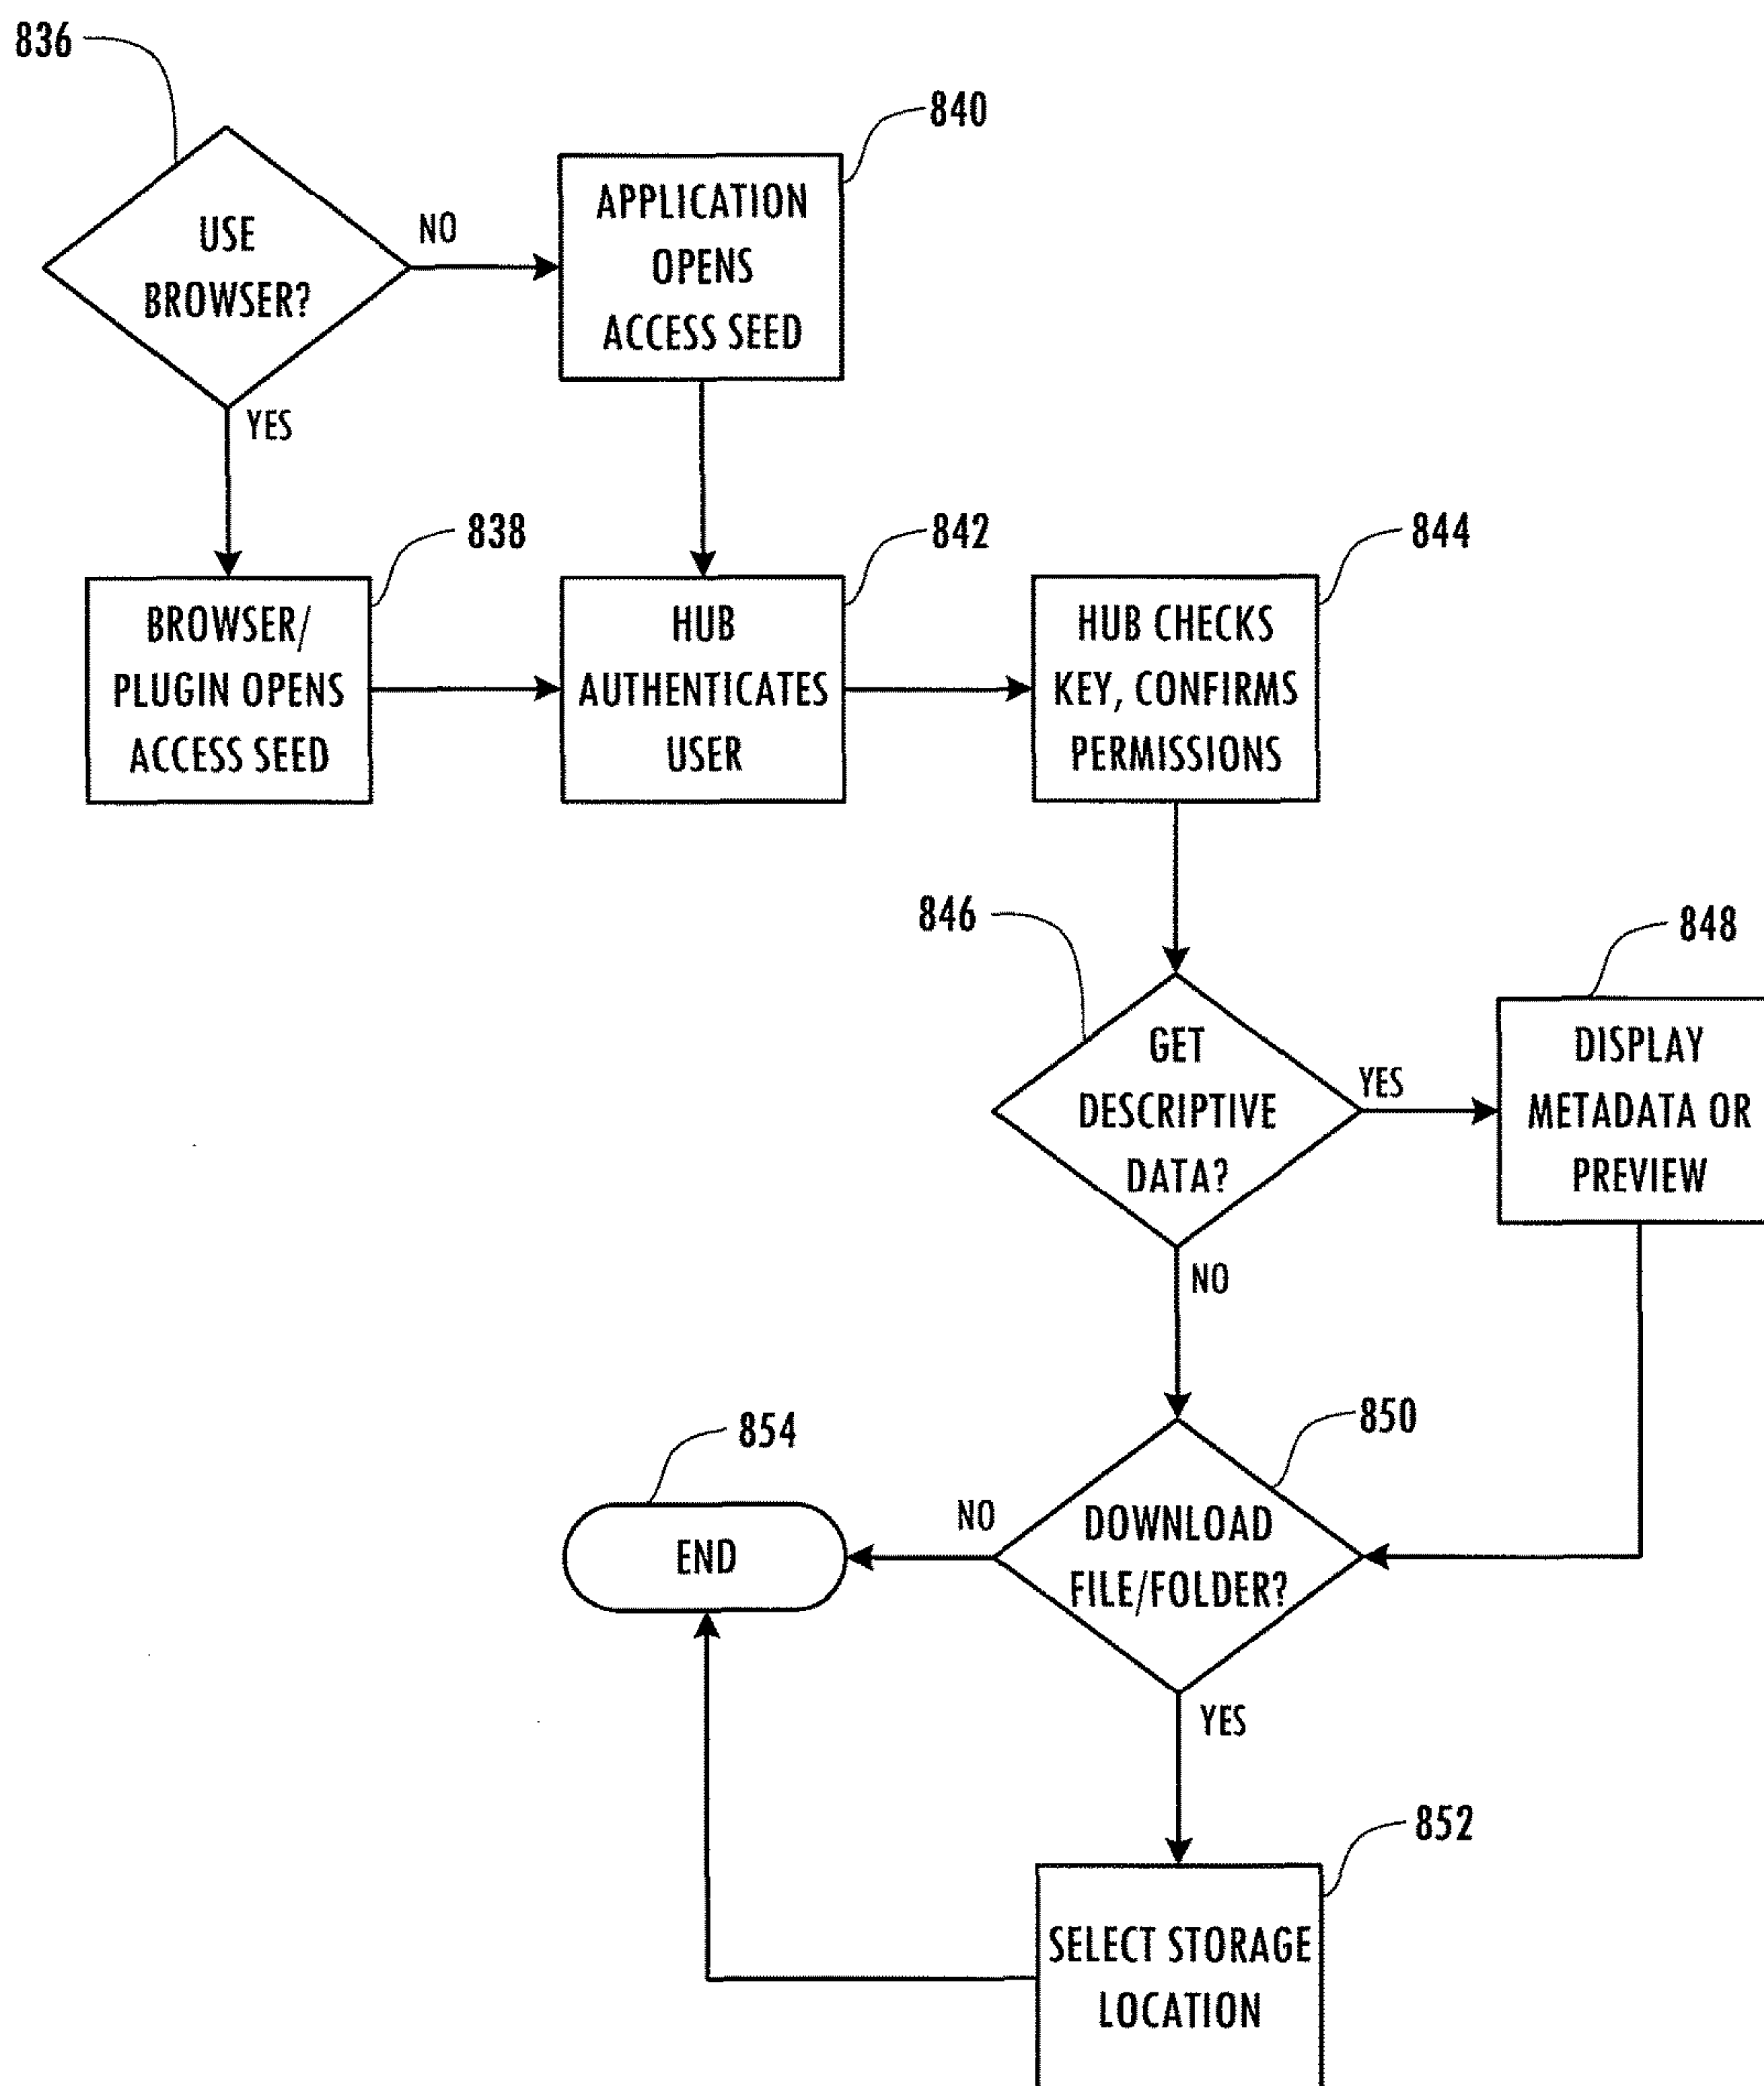 836
840
USE
BROWSER?
NO
APPLICATION
OPENS
ACCESS SEED
YES
838
842
844
BROWSER/
PLUGIN OPENS
ACCESS SEED
HUB
AUTHENTICATES
USER
HUB CHECKS
KEY, CONFIRMS
PERMISSIONS
846
848
GET
DESCRIPTIVE
DATA?
YES
DISPLAY
METADATA OR
PREVIEW
NO
850
854
DOWNLOAD
FILE/FOLDER?
NO
END
YES
852
SELECT STORAGE
LOCATION